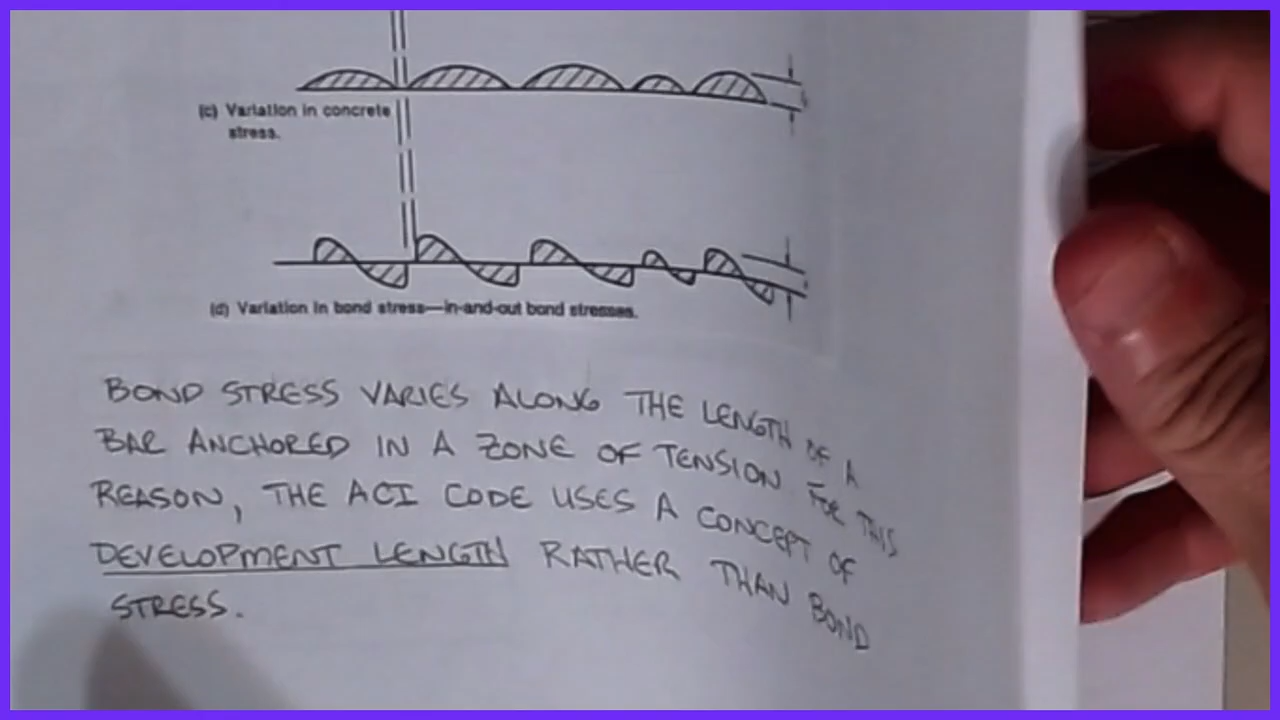 (c) Variation in concrete
stress.
(d) Variation in bond stress—in-and-out bond stresses.
BOND STRESS VARIES ALONG THE LENGTH OF A
BAR ANCHORED IN A ZONE OF TENSION FOR THIS
REASON, THE ACI CODE USES A CONCEPT OF
DEVELOPMENT LENGTH RATHER THAN BOND
STRESS.